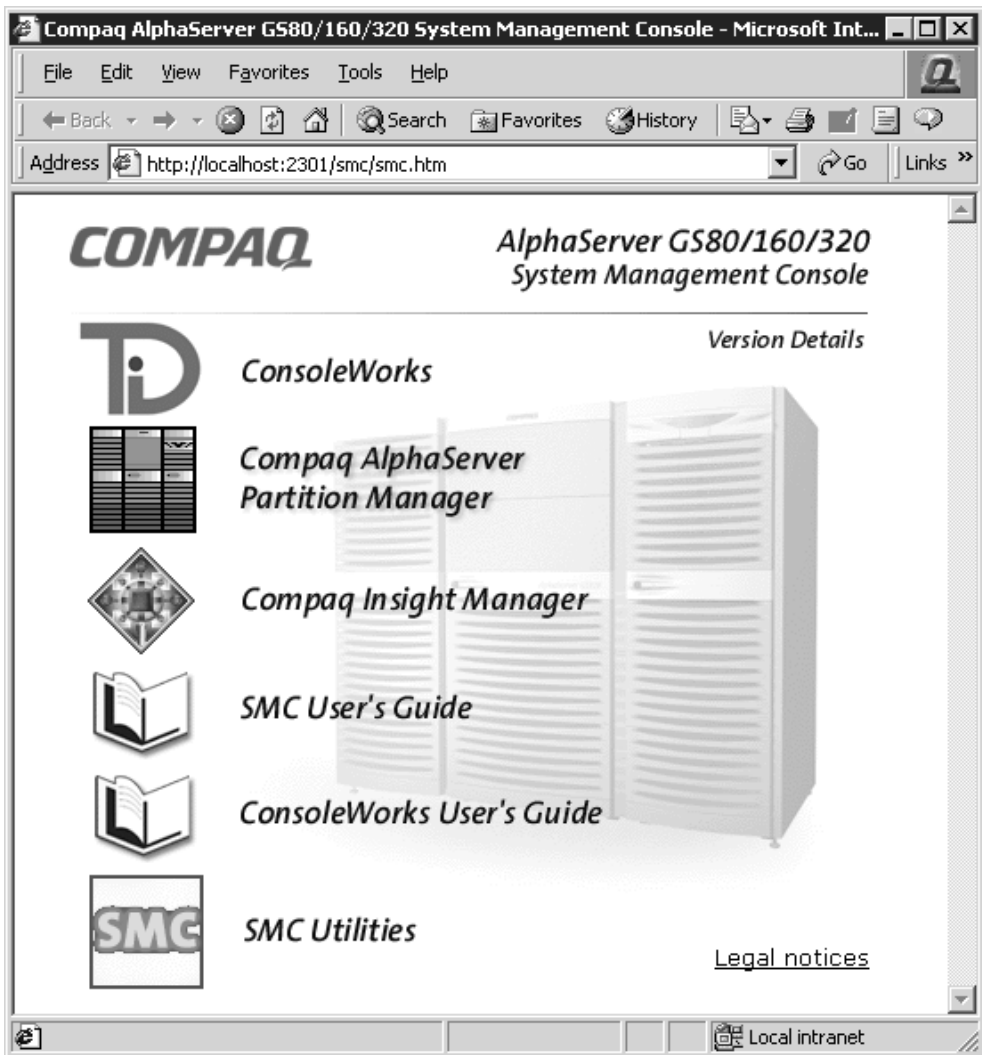 Compaq AlphaServer GS80/160/320 System Management Console - Microsoft Int...
File Edit View Favorites Tools Help
Back Search Favorites History
Address http://localhost:2301/smc/smc.htm Go Links »
COMPAQ
AlphaServer GS80/160/320
System Management Console
Version Details
TiD
ConsoleWorks
Compaq AlphaServer
Partition Manager
Compaq Insight Manager
SMC User's Guide
ConsoleWorks User's Guide
SMC
SMC Utilities
Legal notices
Local intranet